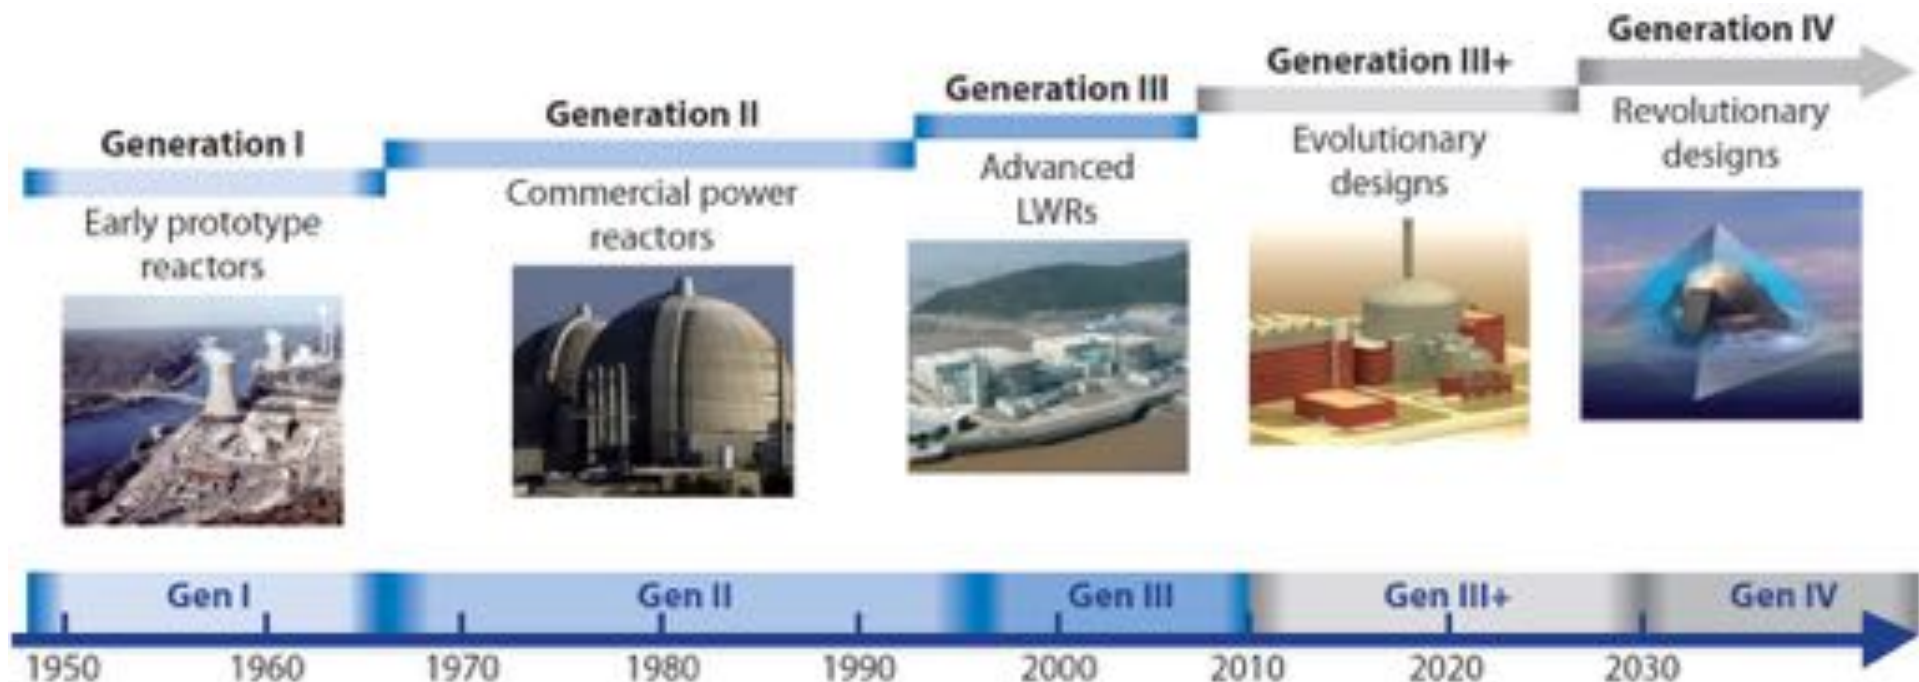 Generation I
Early prototype
reactors
Generation II
Commercial power
reactors
Generation III
Advanced
LWRs
Generation III+
Evolutionary
designs
Generation IV
Revolutionary
designs
Gen I
Gen II
Gen III
Gen III+
Gen IV
1950
1960
1970
1980
1990
2000
2010
2020
2030